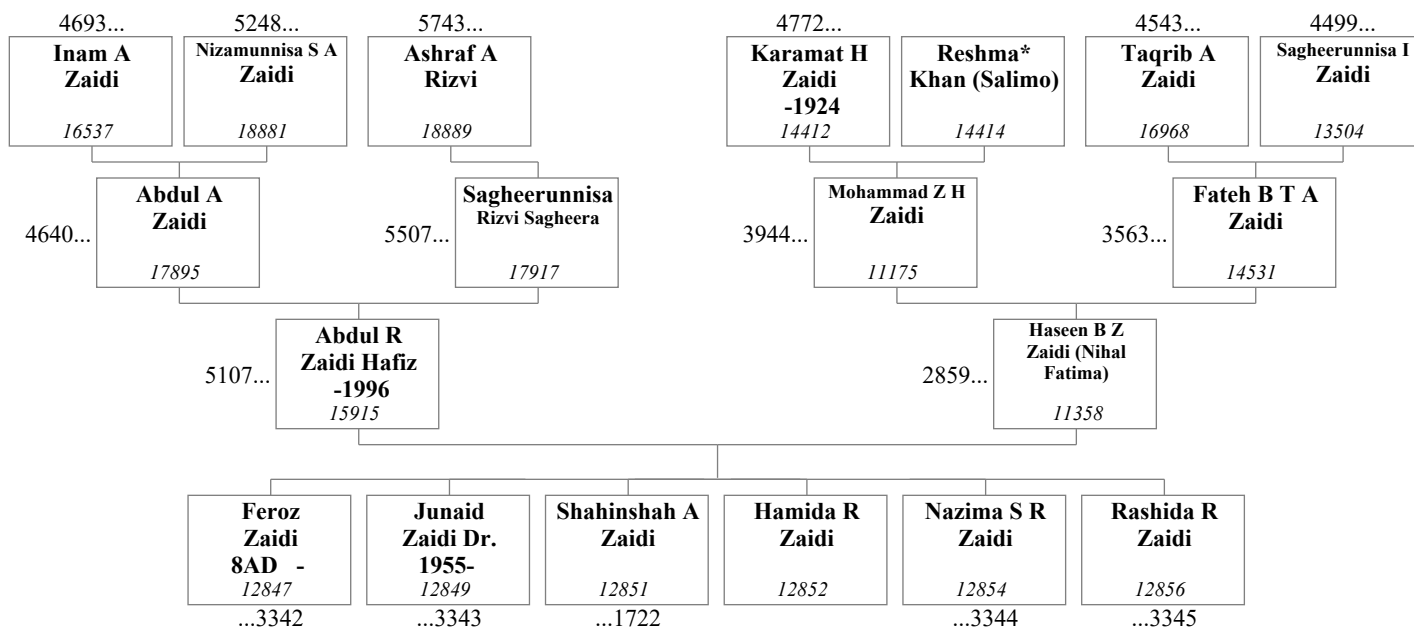 4693...
5248...
5743...
4772...
4543...
4499...
Inam A
Zaidi
16537
Nizamunnisa S A
Zaidi
18881
Ashraf A
Rizvi
18889
Karamat H
Zaidi
-1924
14412
Reshma*
Khan (Salimo)
14414
Taqrib A
Zaidi
16968
Sagheerunnisa I
Zaidi
13504
4640...
Abdul A
Zaidi
17895
5507...
Sagheerunnisa
Rizvi Sagheera
17917
3944...
Mohammad Z H
Zaidi
11175
3563...
Fateh B T A
Zaidi
14531
5107...
Abdul R
Zaidi Hafiz
-1996
15915
2859...
Haseen B Z
Zaidi (Nihal
Fatima)
11358
Feroz
Zaidi
8AD -
12847
...3342
Junaid
Zaidi Dr.
1955-
12849
...3343
Shahinshah A
Zaidi
12851
...1722
Hamida R
Zaidi
12852
Nazima S R
Zaidi
12854
...3344
Rashida R
Zaidi
12856
...3345